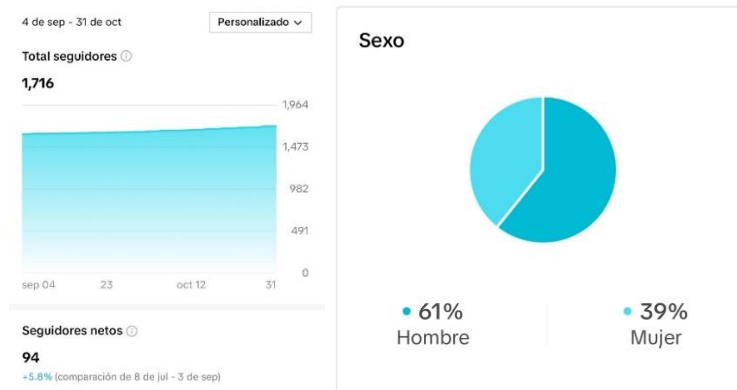 4 de sep - 31 de oct
Personalizado
Total seguidores
1,716
1,964
1,473
982
491
0
sep 04 23 oct 12 31
Seguidores netos
94
+5.8% (comparación de 8 de jul - 3 de sep)
Sexo
61%
Hombre
39%
Mujer